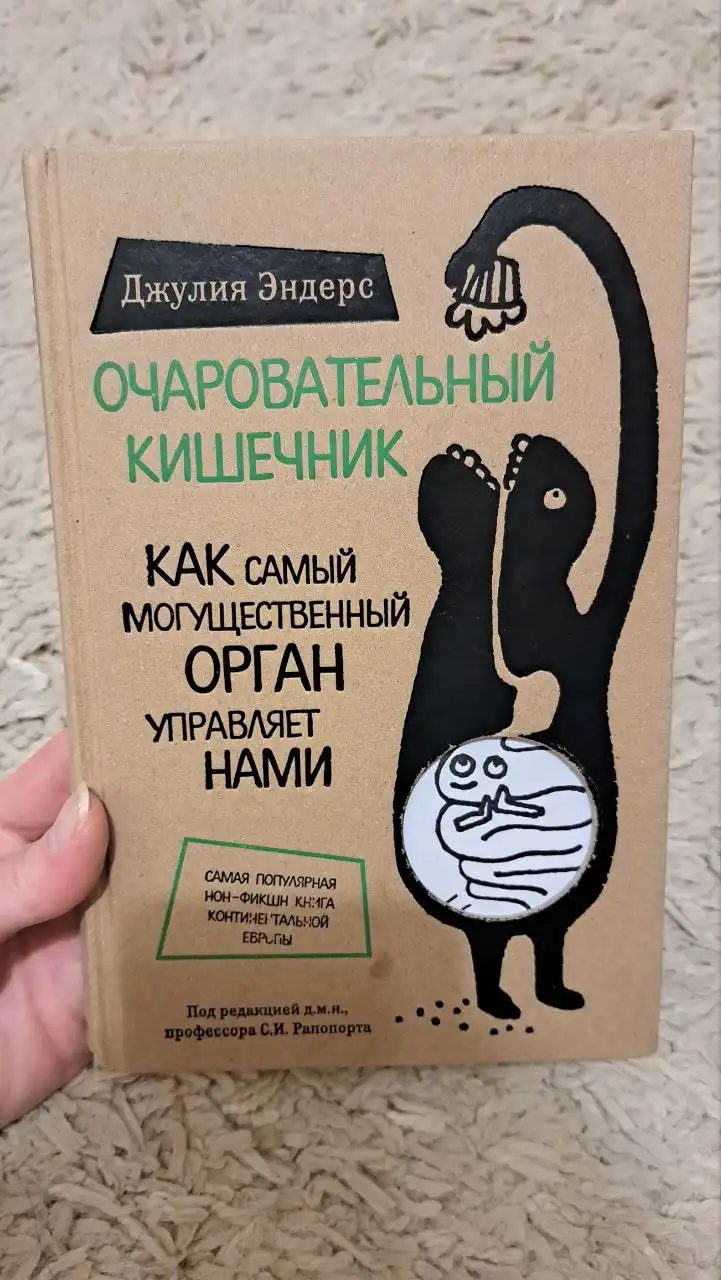 Джулия Эндерс
ОЧАРОВАТЕЛЬНЫЙ
КИШЕЧНИК
КАК САМЫЙ
МОГУЩЕСТВЕННЫЙ
ОРГАН
УПРАВЛЯЕТ
НАМИ
САМАЯ ПОПУЛЯРНАЯ
НОН-ФИКШН КНИГА
КОНТИНЕНТАЛЬНОЙ
ЕВРОПЫ
Под редакцией д.м.н.,
профессора С.И. Рапопорта